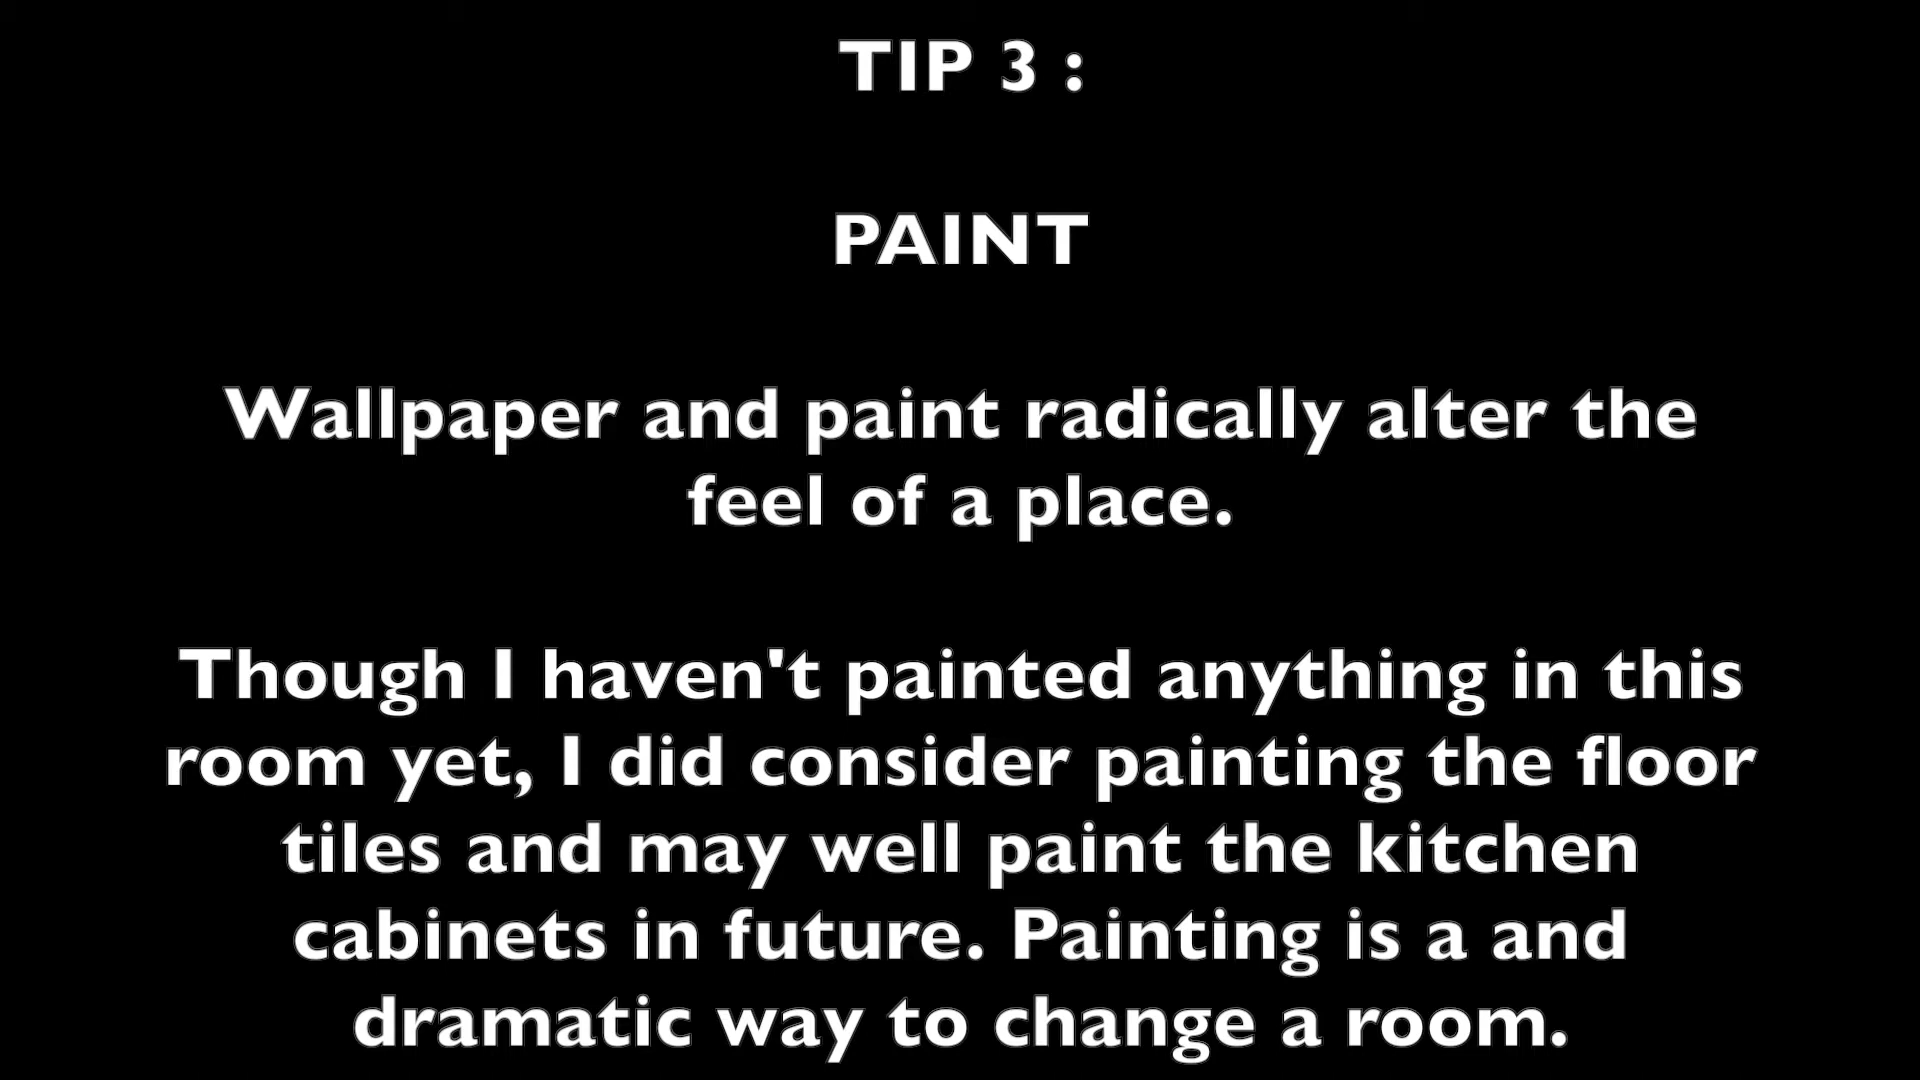 TIP 3 :
PAINT
Wallpaper and paint radically alter the
feel of a place.
Though I haven't painted anything in this
room yet, I did consider painting the floor
tiles and may well paint the kitchen
cabinets in future. Painting is a and
dramatic way to change a room.